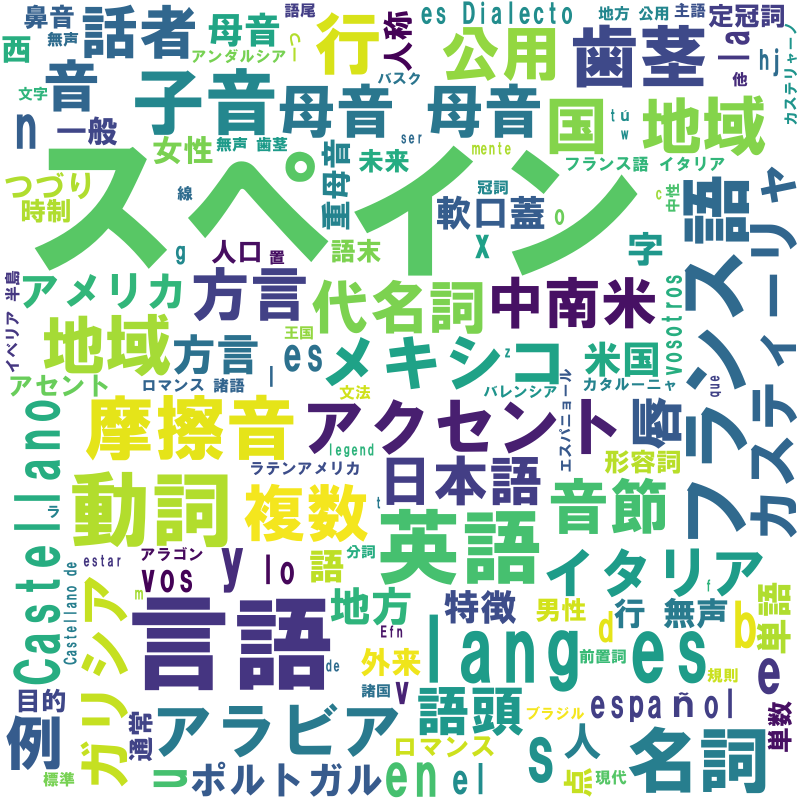 鼻音
無声
語尾
話者
母音
行
人称
es Dialecto
地方 公用
主語
定冠詞
西
アンダルシア
公用
歯茎
la
hj
他
カステリャーノ
文字
音
子音
母音
バスク
母音
国
tú
w
地域
n
一般
女性
無声 歯茎
重母音
未来
ser
mente
フランス語 イタリア
つづり
時制
スペイン
線
冠詞
軟口蓋
o
c
中性
語
g
人口
置
語末
x
字
カスティーリャ
フランス
イベリア 半島
アメリカ
方言
代名詞
中南米
vosotros
地域
方言
王国
es
メキシコ
z
米国
アセント
ロマンス 諸語
l
文法
バレンシア
エスパニョール
カタルーニャ
que
Castellano
摩擦音
アクセント
legend
唇
形容詞
ラテンアメリカ
日本語
ラ
動詞
複数
t
英語
音節
Castellano de
estar
アラゴン
vos
y
lo
語
分詞
イタリア
f
ガリシア
m
言語
de
地方
Efn
特徴
男性
行 無声
d
b
単語
lang
es
外来
前置詞
規則
e
目的
例
通常
アラビア
諸国
v
語頭
español
ブラジル
単数
標準
u
ポルトガル
ロマンス
en
el
s
人
点
現代
名詞